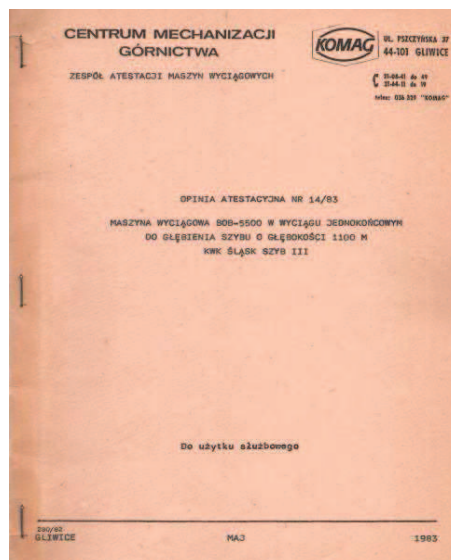 CENTRUM MECHANIZACJI
GÓRNICTWA
KOMAG
UL. PSZCZYŃSKA 37
44-101 GLIWICE
ZESPÓŁ ATESTACJI MASZYN WYCIĄGOWYCH
OPINIA ATESTACYJNA NR 14/83
MASZYNA WYCIĄGOWA BOB-5500 W WYCIĄGU JEDNOKOŃCOWYM
DO GŁĘBIENIA SZYBU O GŁĘBOKOŚCI 1100 M
KWK ŚLĄSK SZYB III
Do użytku służbowego
GLIWICE
MAJ
1983